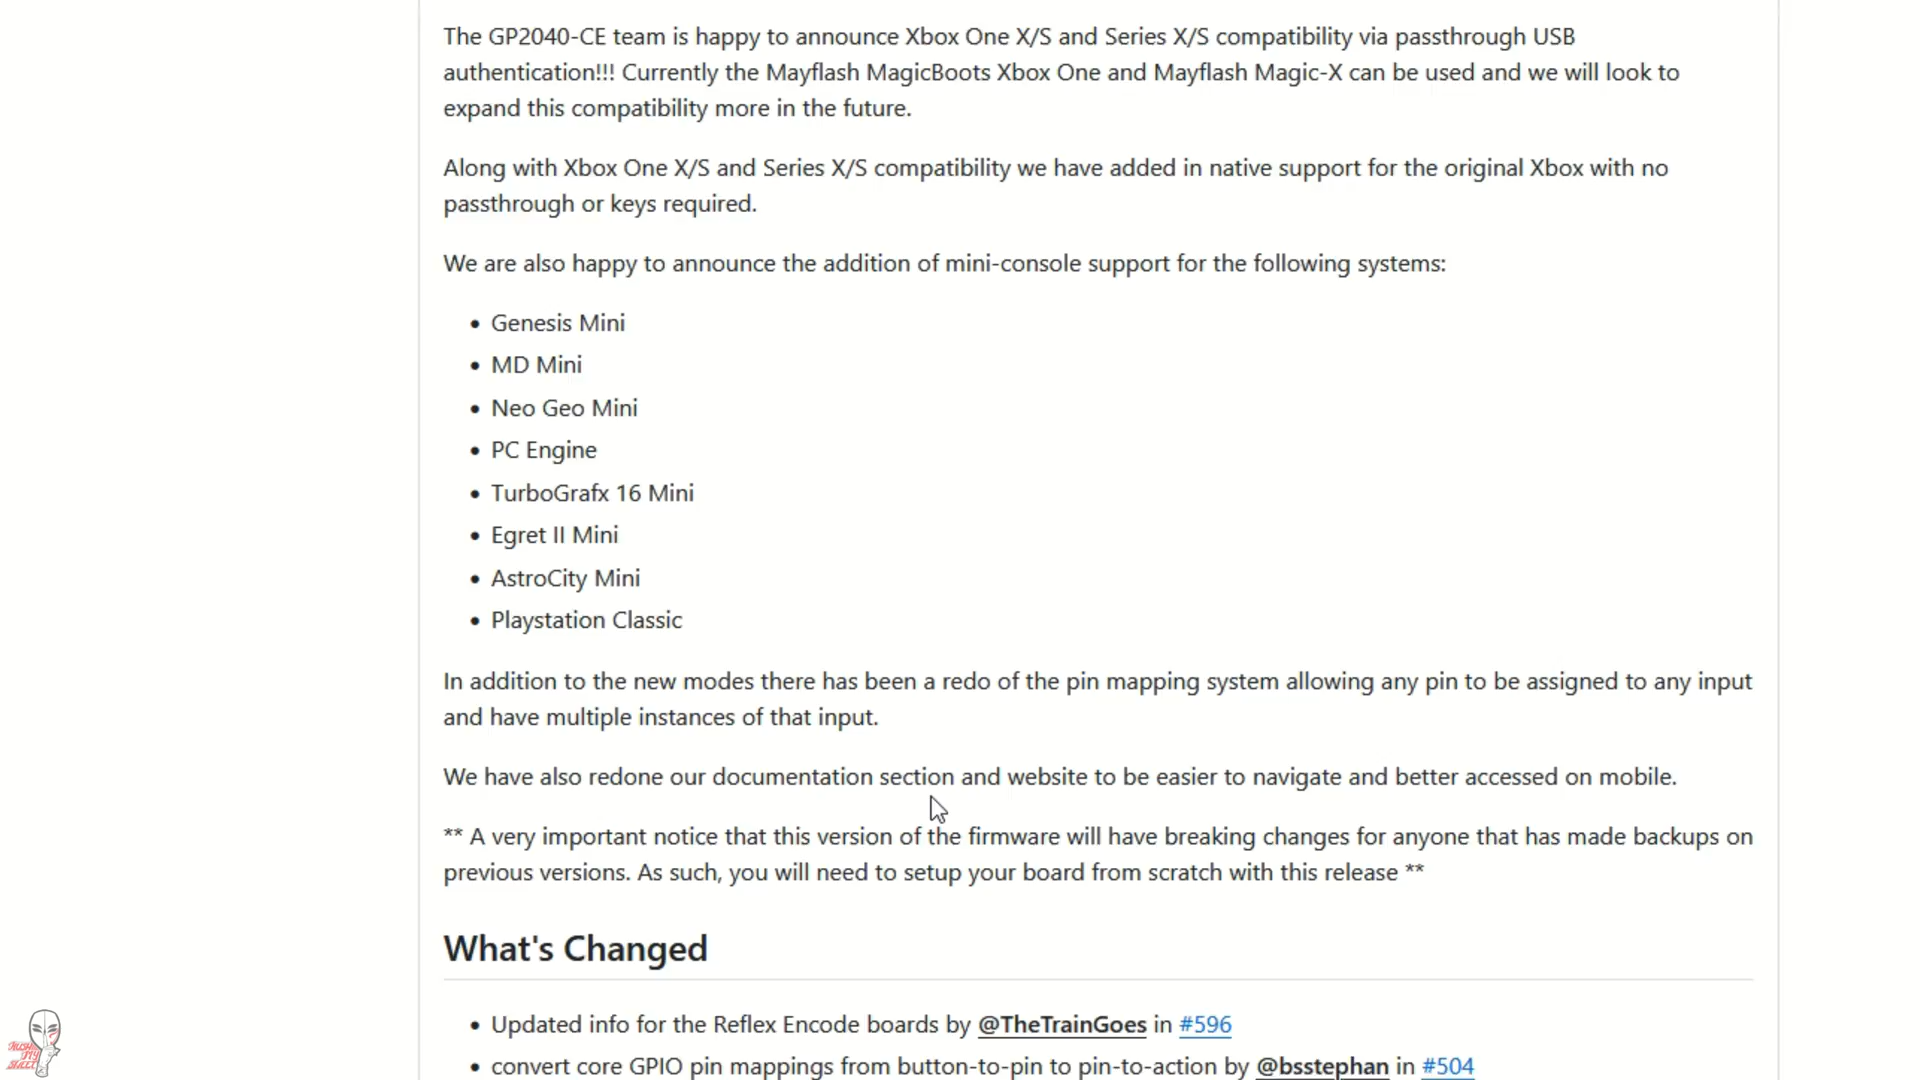 The GP2040-CE team is happy to announce Xbox One X/S and Series X/S compatibility via passthrough USB
authentication!!! Currently the Mayflash MagicBoots Xbox One and Mayflash Magic-X can be used and we will look to
expand this compatibility more in the future.
Along with Xbox One X/S and Series X/S compatibility we have added in native support for the original Xbox with no
passthrough or keys required.
We are also happy to announce the addition of mini-console support for the following systems:
• Genesis Mini
• MD Mini
• Neo Geo Mini
• PC Engine
• TurboGrafx 16 Mini
• Egret II Mini
• AstroCity Mini
• Playstation Classic
In addition to the new modes there has been a redo of the pin mapping system allowing any pin to be assigned to any input
and have multiple instances of that input.
We have also redone our documentation section and website to be easier to navigate and better accessed on mobile.
** A very important notice that this version of the firmware will have breaking changes for anyone that has made backups on
previous versions. As such, you will need to setup your board from scratch with this release **
What's Changed
• Updated info for the Reflex Encode boards by @TheTrainGoes in #596
• convert core GPIO pin mappings from button-to-pin to pin-to-action by @bsstephan in #504